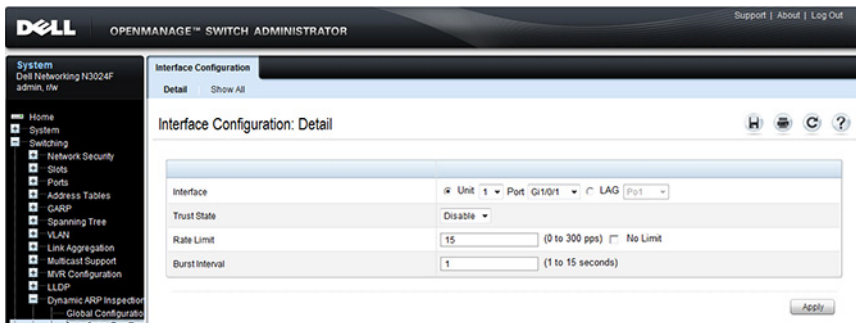 Support | About | Log Out
DELL OPENMANAGE™ SWITCH ADMINISTRATOR
System
Dell Networking N3024F
admin, r/w
Home
System
Switching
Network Security
Slots
Ports
Address Tables
GARP
Spanning Tree
VLAN
Link Aggregation
Multicast Support
MVR Configuration
LLDP
Dynamic ARP Inspection
Global Configuratio
Interface Configuration
Detail Show All
Interface Configuration: Detail
Interface Unit 1 Port Gi1/0/1 LAG Po1
Trust State Disable
Rate Limit 15 (0 to 300 pps) No Limit
Burst Interval 1 (1 to 15 seconds)
Apply